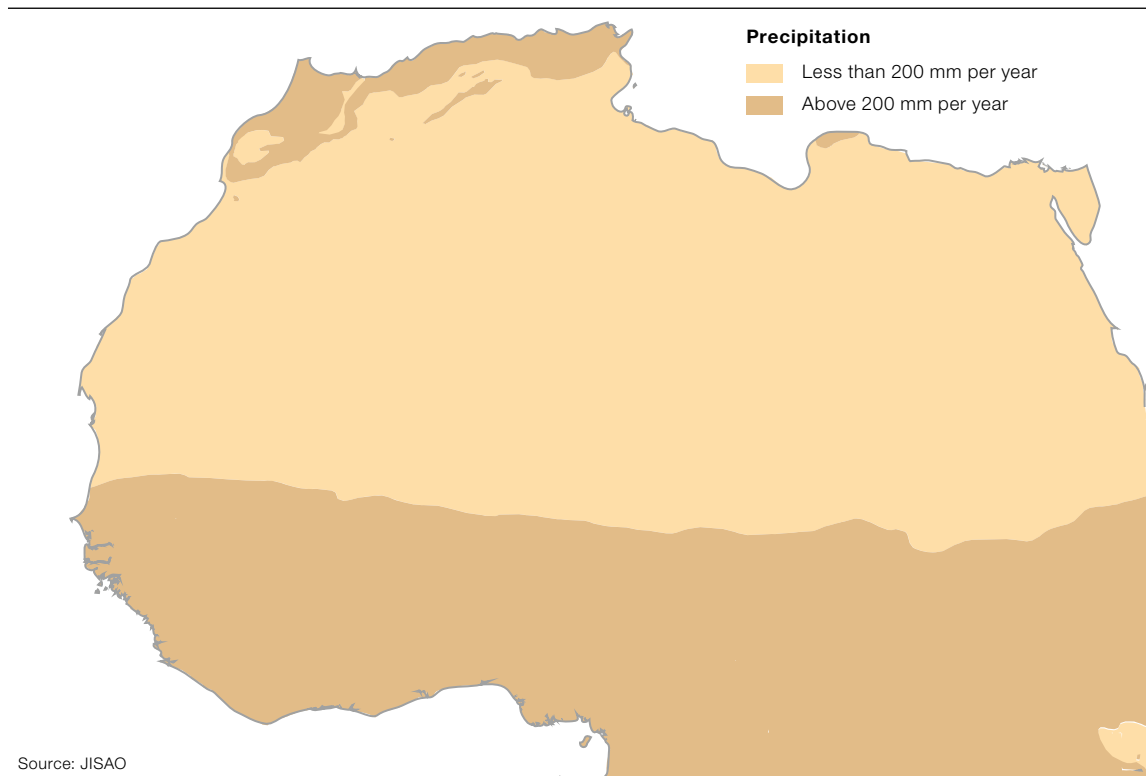 Precipitation
Less than 200 mm per year
Above 200 mm per year
Source: JISAO